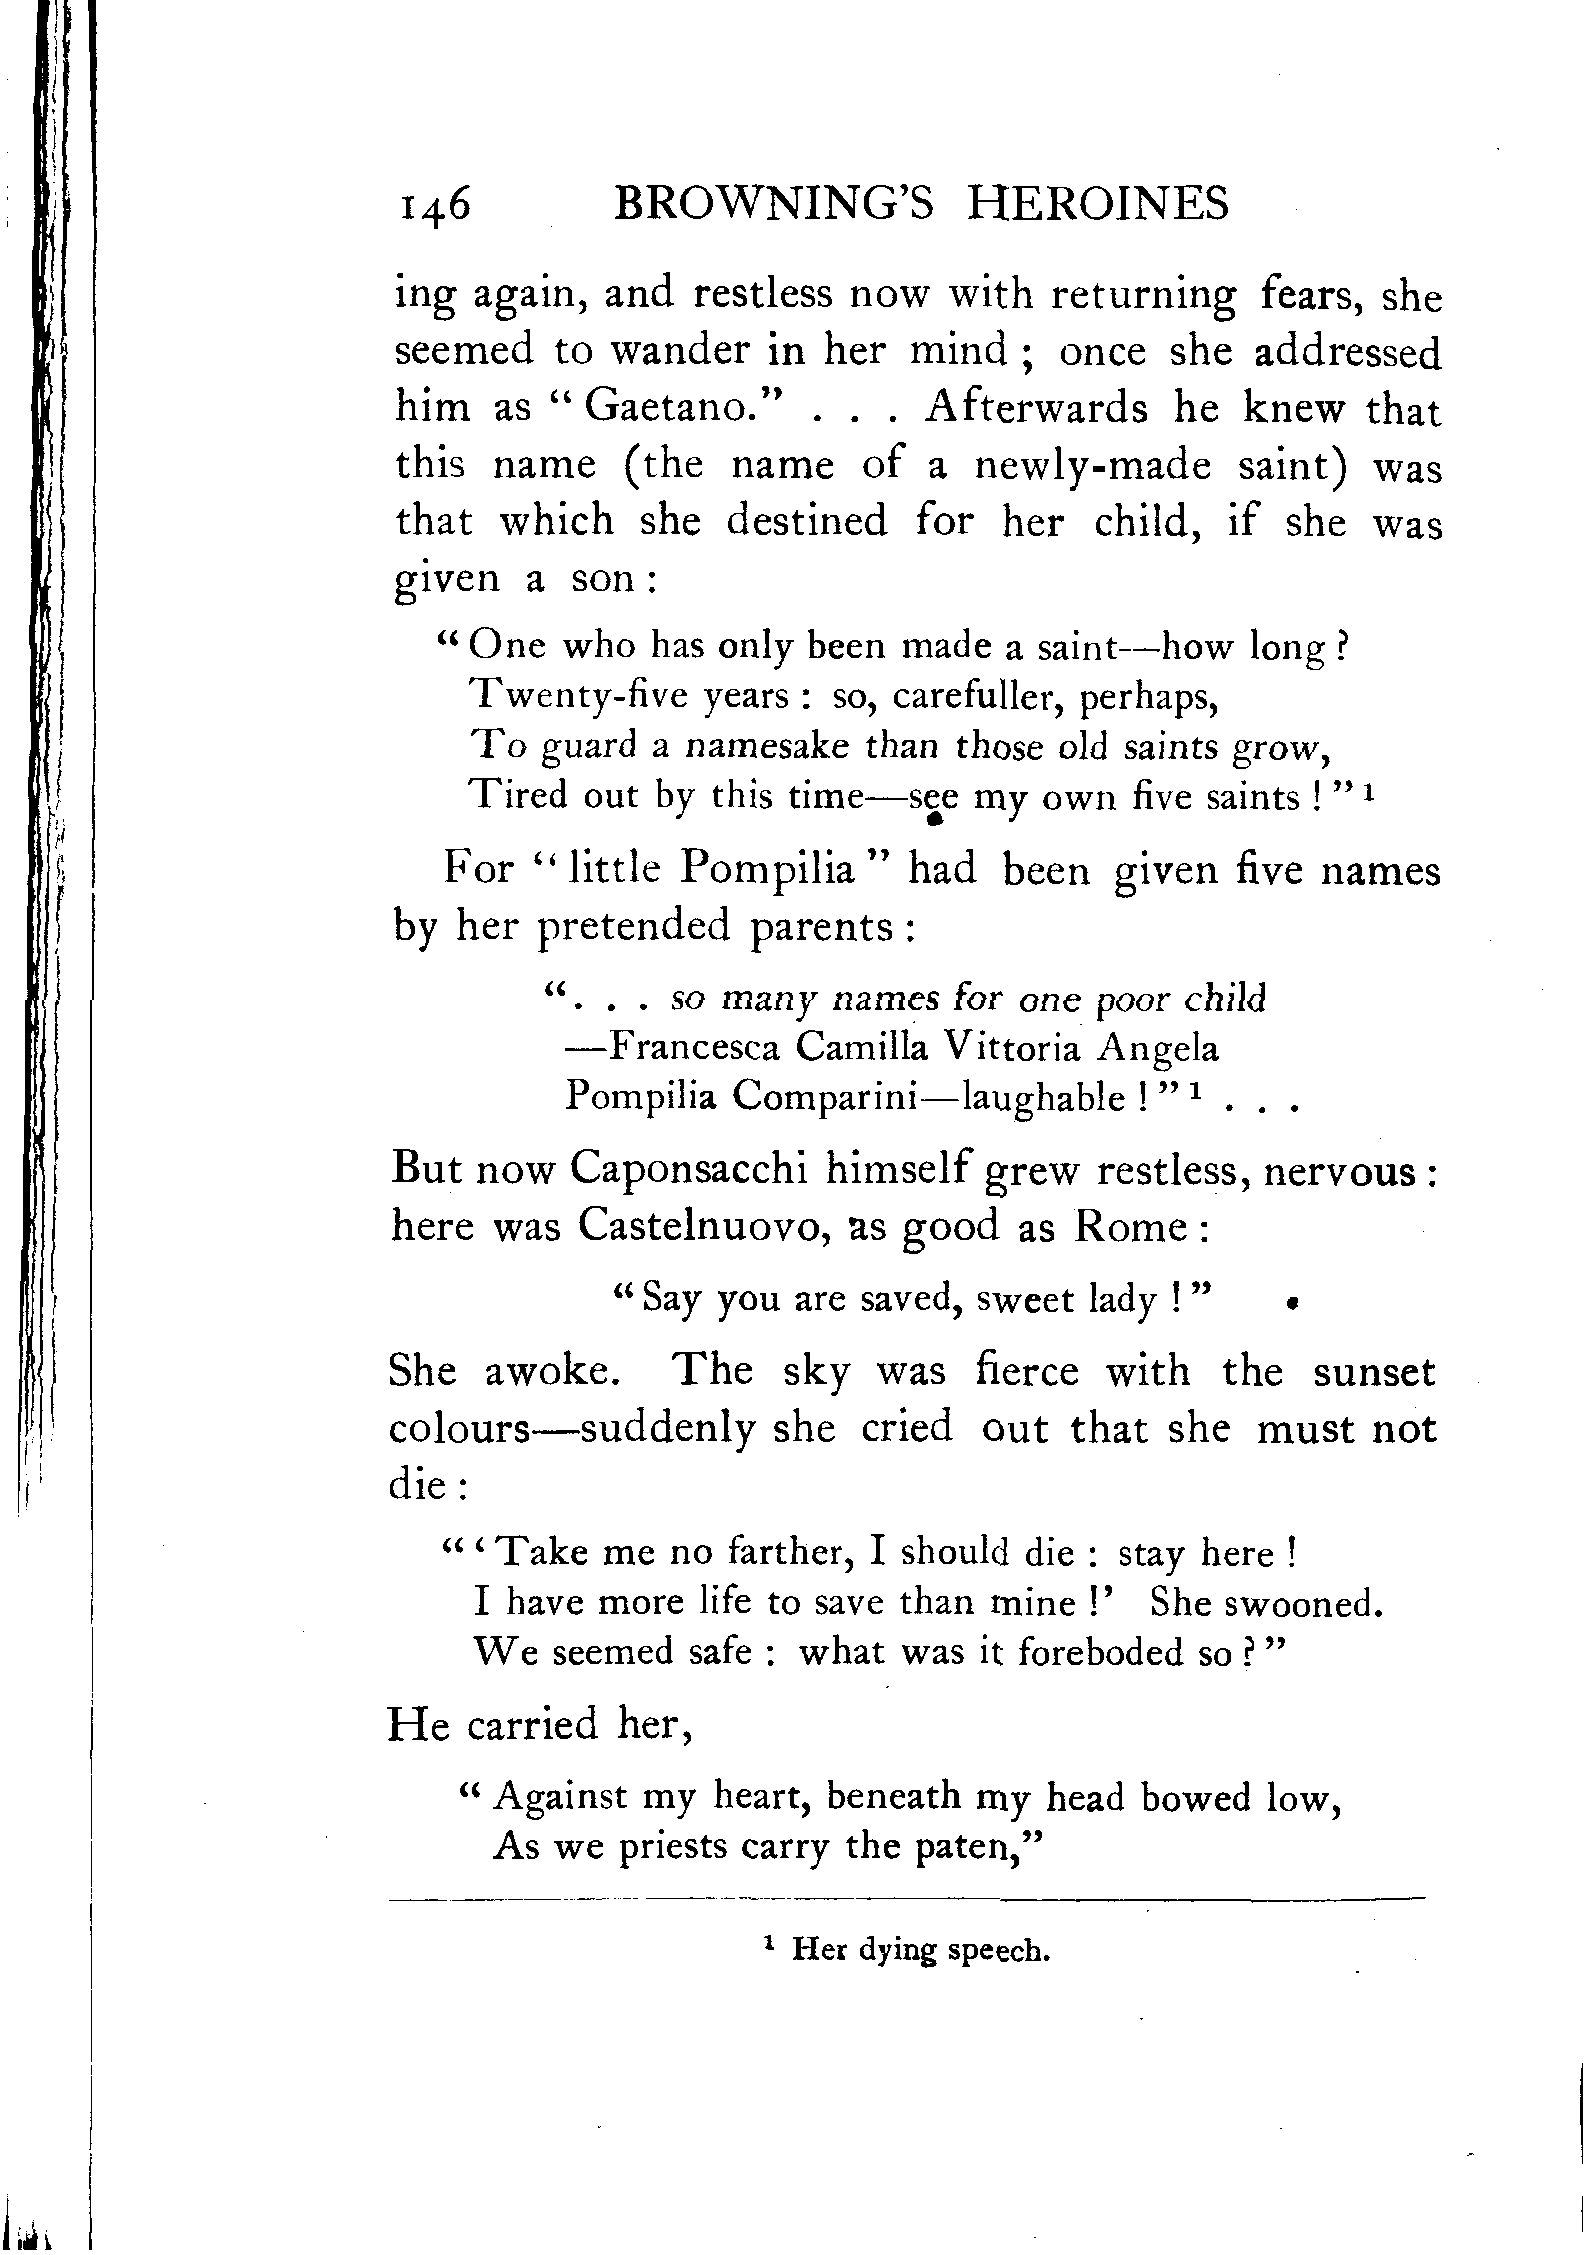 146 BROWNING'S HEROINES
ing again, and restless now with returning fears, she
seemed to wander in her mind ; once she addressed
him as “ Gaetano.” . . . Afterwards he knew that
this name (the name of a newly-made saint) was
that which she destined for her child, if she was
given a son :
“ One who has only been made a saint—how long ?
Twenty-five years : so, carefuller, perhaps,
To guard a namesake than those old saints grow,
Tired out by this time—see my own five saints ! ” ¹
For “ little Pompilia ” had been given five names
by her pretended parents :
“. . . so many names for one poor child
—Francesca Camilla Vittoria Angela
Pompilia Comparini—laughable ! ” ¹ . . .
But now Caponsacchi himself grew restless, nervous :
here was Castelnuovo, as good as Rome :
“ Say you are saved, sweet lady ! ”
She awoke. The sky was fierce with the sunset
colours—suddenly she cried out that she must not
die :
“ ‘ Take me no farther, I should die : stay here !
I have more life to save than mine !’ She swooned.
We seemed safe : what was it foreboded so ? ”
He carried her,
“ Against my heart, beneath my head bowed low,
As we priests carry the paten,”
¹ Her dying speech.